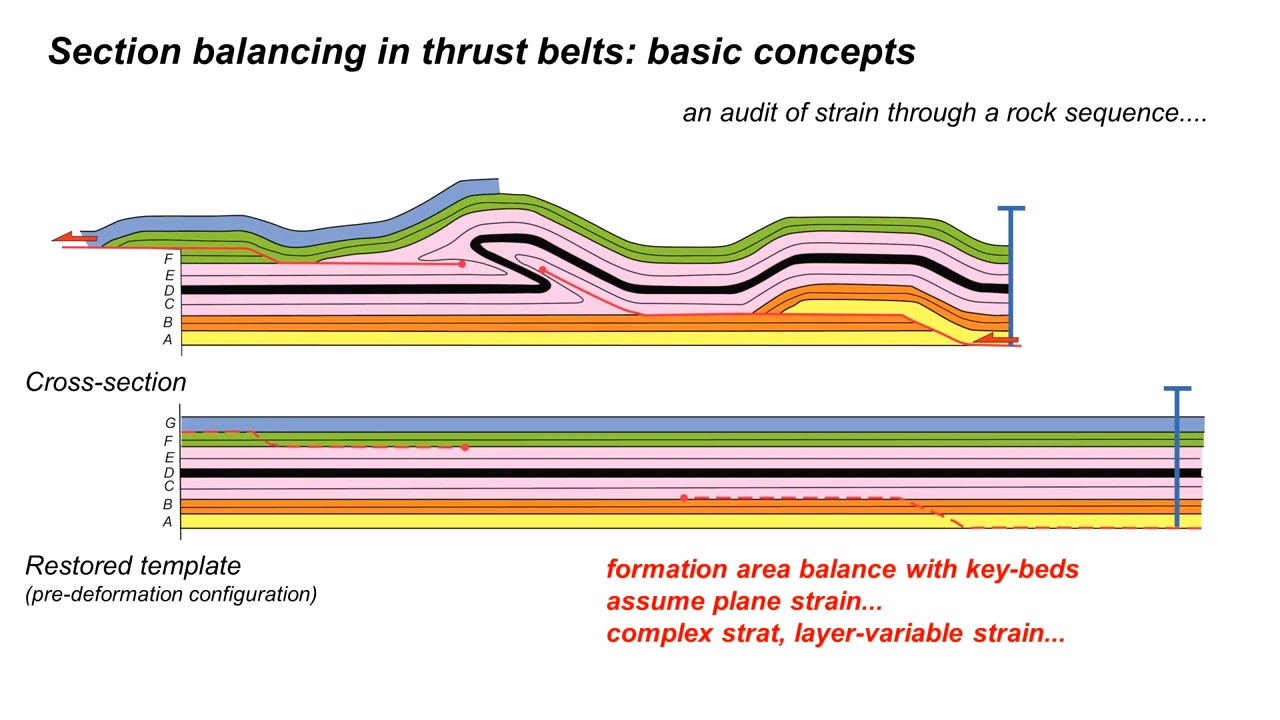 Section balancing in thrust belts: basic concepts
an audit of strain through a rock sequence....
F
E
D
C
B
A
Cross-section
G
F
E
D
C
B
A
Restored template
(pre-deformation configuration)
formation area balance with key-beds
assume plane strain...
complex strat, layer-variable strain...